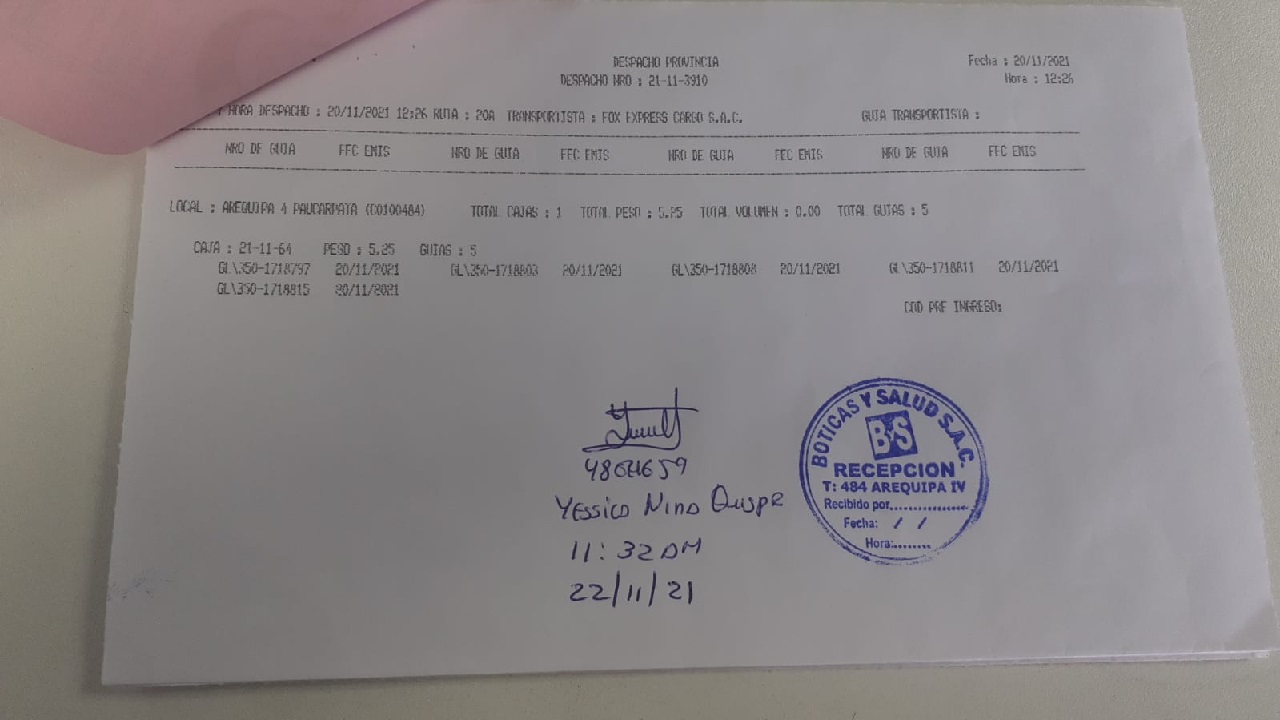 DESPACHO PROVINCIA
Fecha : 20/11/2021
DESPACHO NRO : 21-11-3910
Hora : 12:26
HORA DESPACHO : 20/11/2021 12:26 RUTA : 20A TRANSPORTISTA : FOX EXPRESS CARGO S.A.C. GUIA TRANSPORTISTA :
NRO DE GUIA FEC EMIS NRO DE GUIA FEC EMIS NRO DE GUIA FEC EMIS NRO DE GUIA FEC EMIS
LOCAL : AREQUIPA 4 PAUCARPATA (C0100484) TOTAL CAJAS : 1 TOTAL PESO : 5.25 TOTAL VOLUMEN : 0.00 TOTAL GUIAS : 5
CAJA : 21-11-64 PESO : 5.25 GUIAS : 5
GL\350-1718797 20/11/2021 GL\350-1718803 20/11/2021 GL\350-1718808 20/11/2021 GL\350-1718811 20/11/2021
GL\350-1718815 20/11/2021
COD PRE INGRESO:
Yessica Nina Quispe
11:32 AM
22/11/21
BOTICAS Y SALUD S.A.C.
B&S
RECEPCION
T: 484 AREQUIPA IV
Recibido por..................
Fecha: / /
Hora:........